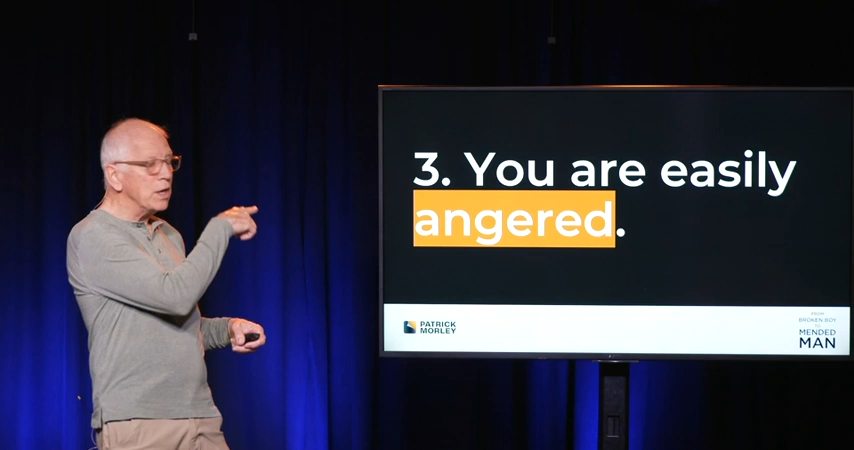 3. You are easily
angered.
PATRICK
MORLEY
FROM
BROKEN BOY
TO
MENDED
MAN